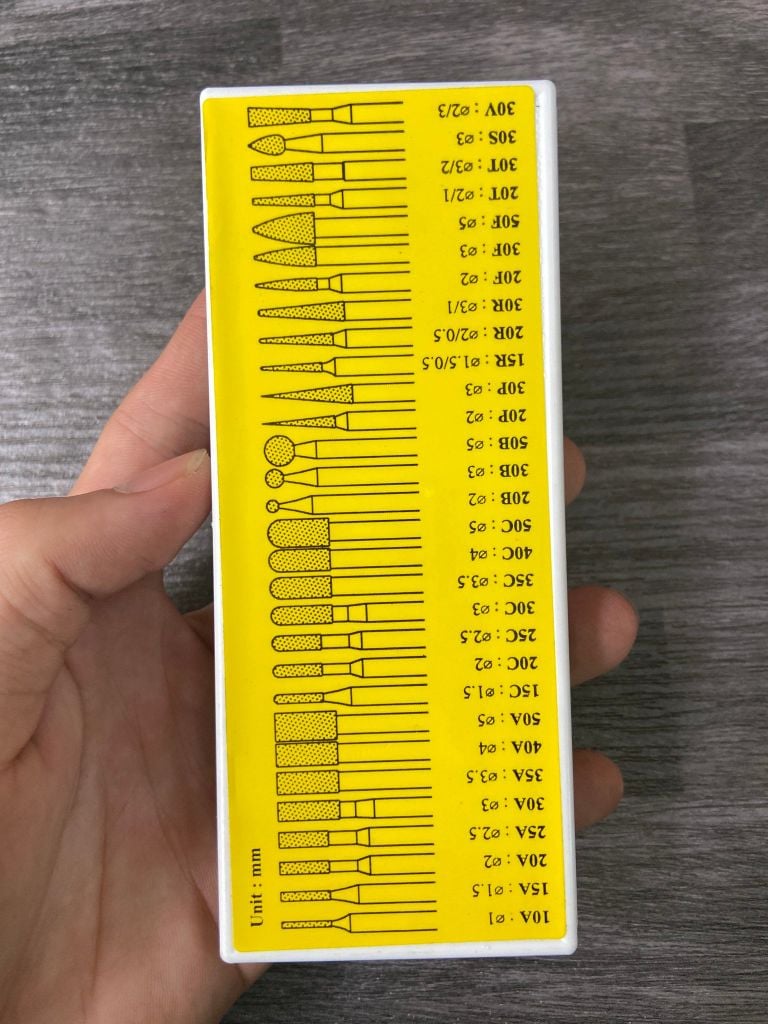 Unit : mm
10A : ø1
15A : ø1.5
20A : ø2
25A : ø2.5
30A : ø3
35A : ø3.5
40A : ø4
50A : ø5
15C : ø1.5
20C : ø2
25C : ø2.5
30C : ø3
35C : ø3.5
40C : ø4
50C : ø5
20B : ø2
30B : ø3
50B : ø5
20P : ø2
30P : ø3
15R : ø1.5/0.5
20R : ø2/0.5
30R : ø3/1
20F : ø2
30F : ø3
50F : ø5
20T : ø2/1
30T : ø3/2
30S : ø3
30V : ø2/3